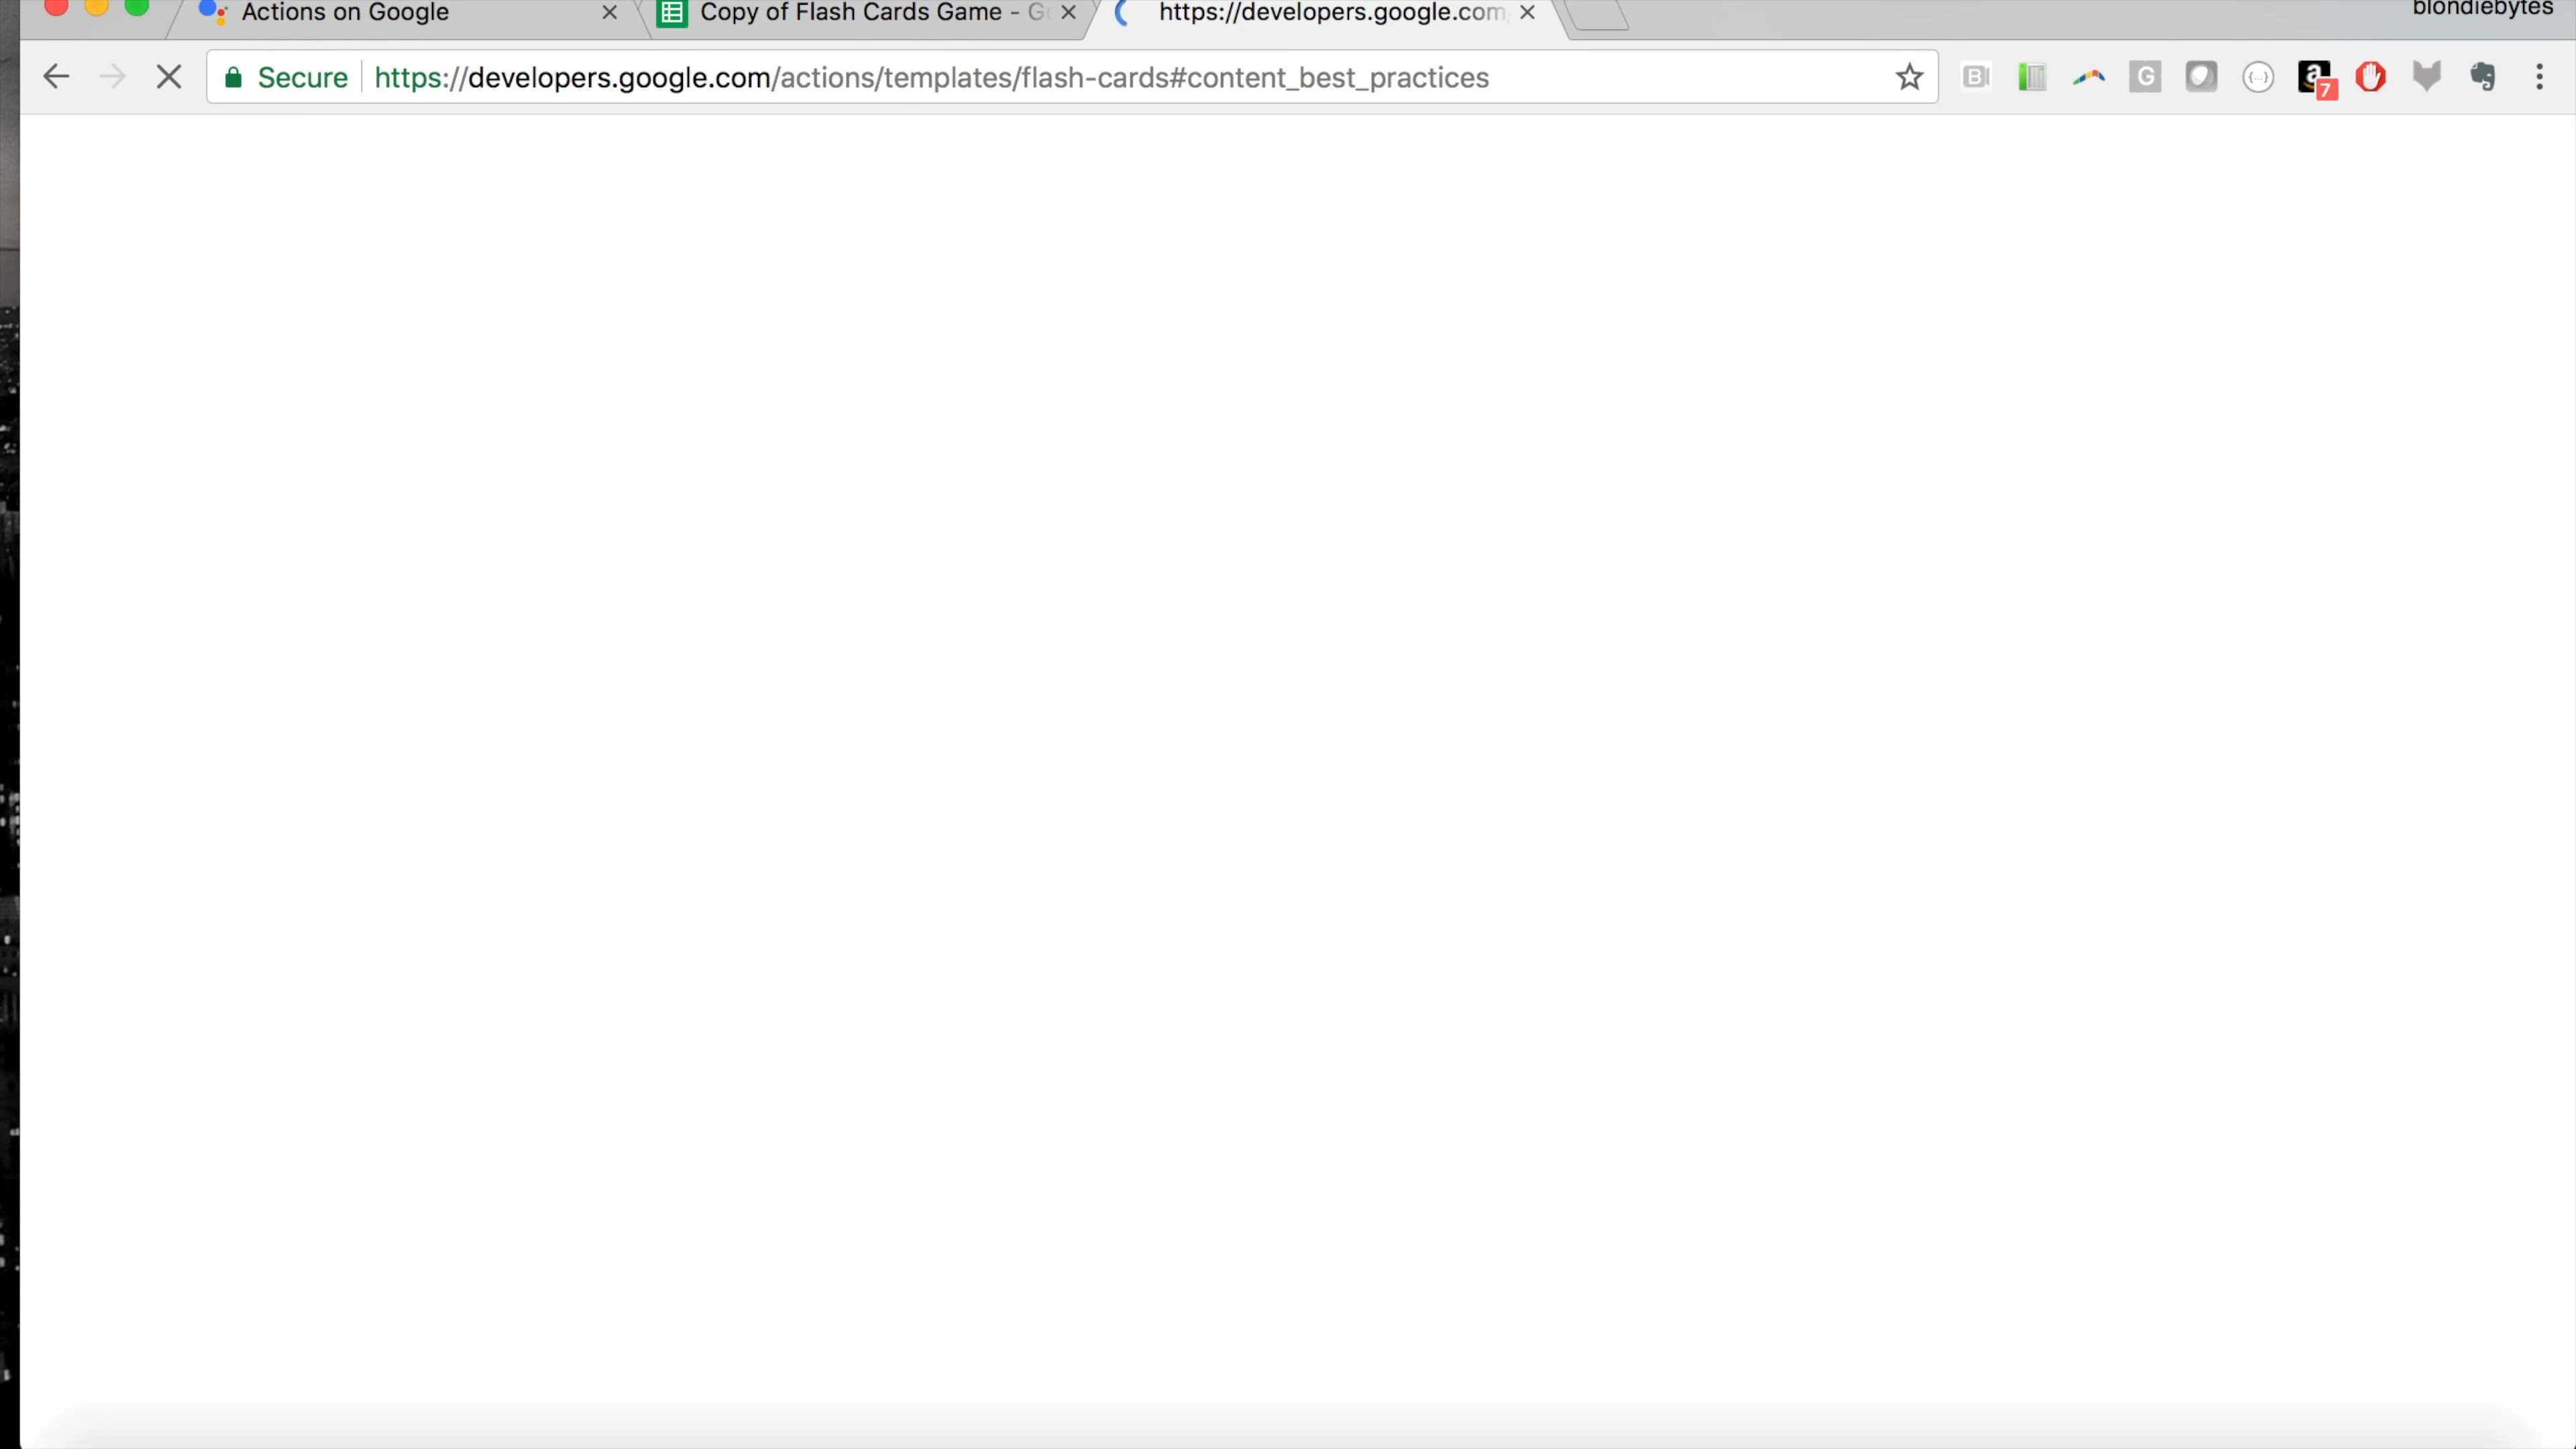 Actions on Google
Copy of Flash Cards Game - G
https://developers.google.com
blondiebytes
Secure
https://developers.google.com/actions/templates/flash-cards#content_best_practices
B
G
{...}
a
7